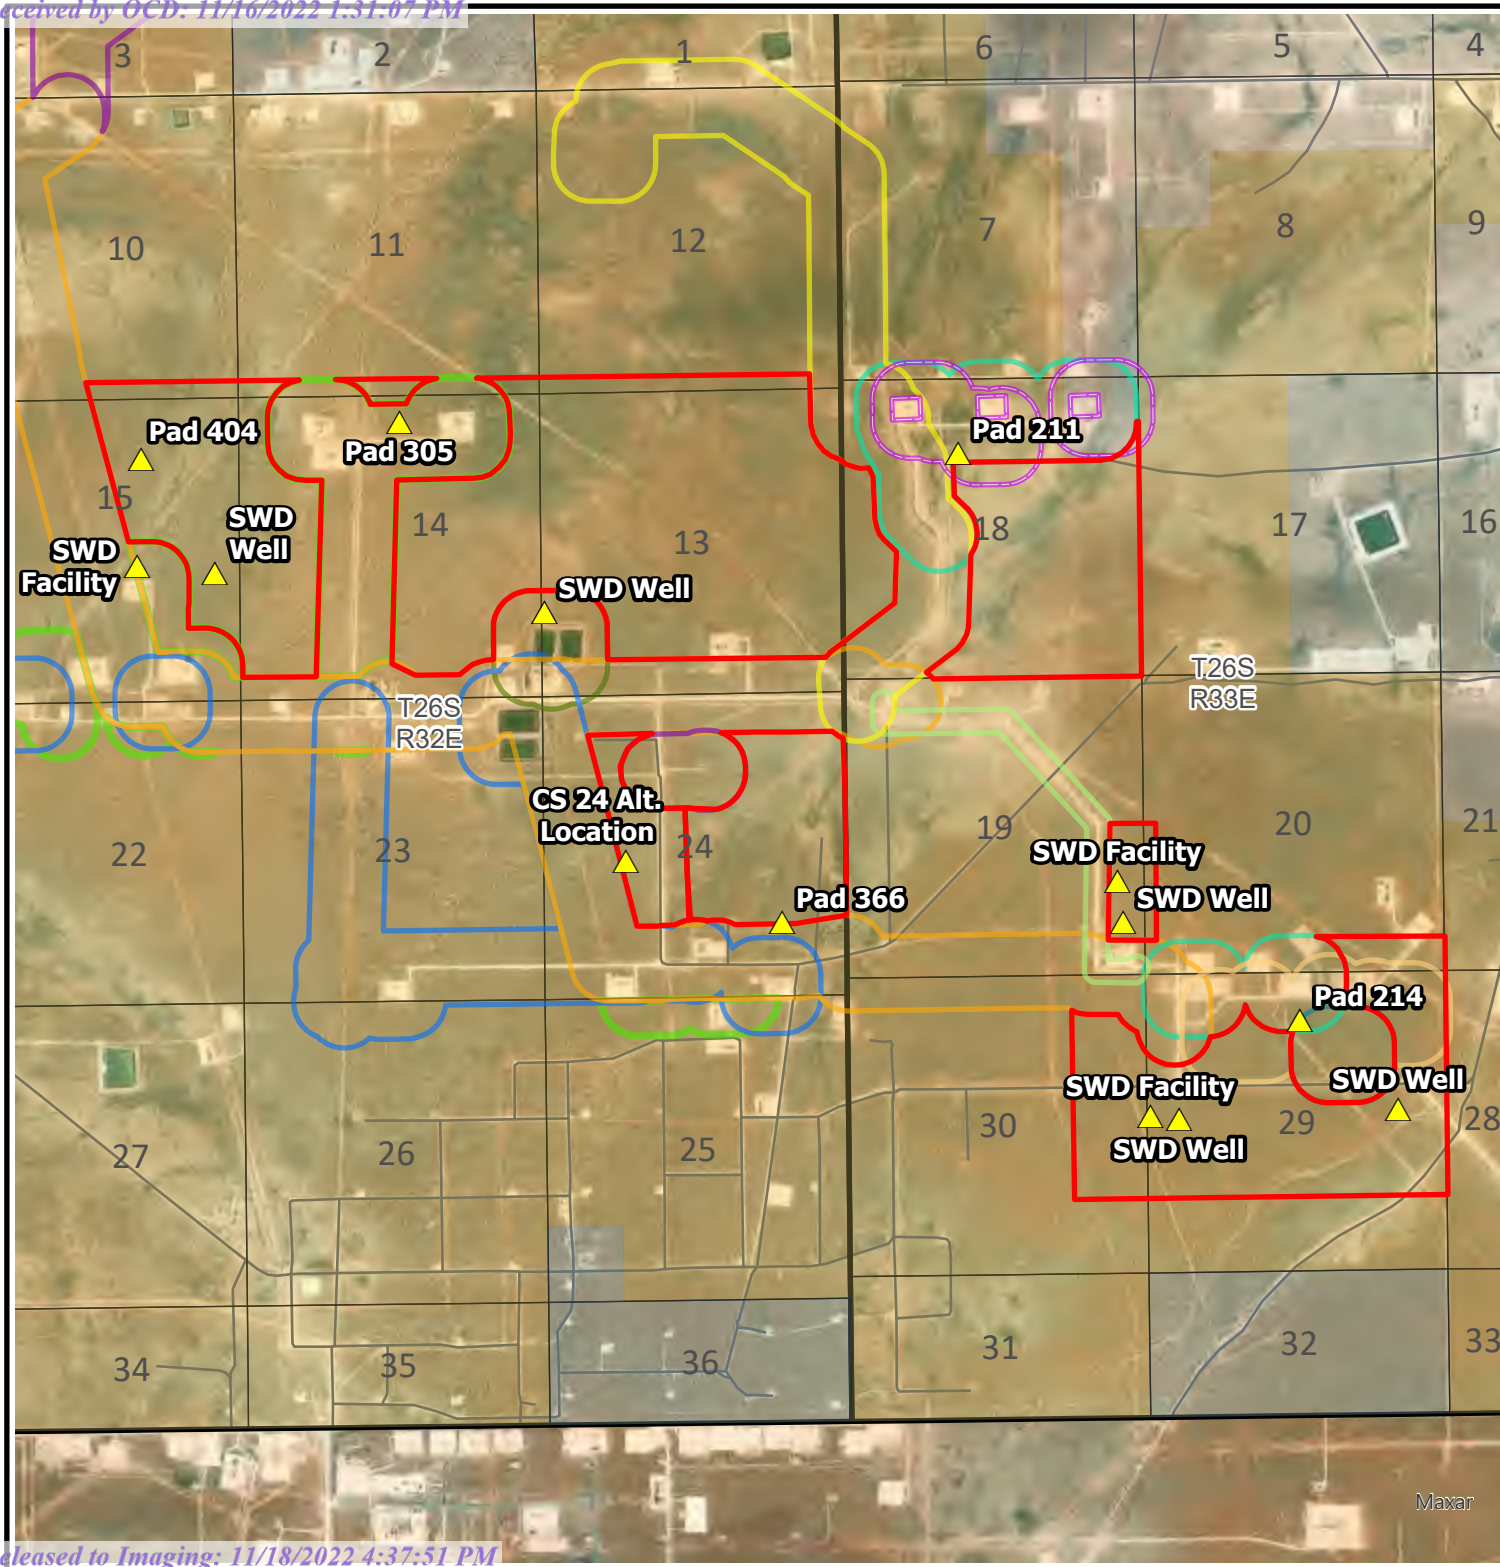 eceived by OCD: 11/16/2022 1:31:07 PM
3
2
1
6
5
4
10
11
12
7
8
9
Pad 404
Pad 305
Pad 211
15
14
13
18
17
16
SWD
Well
SWD
Facility
SWD Well
T26S
R32E
T26S
R33E
CS 24 Alt.
Location
22
23
24
19
20
21
SWD Facility
SWD Well
Pad 366
Pad 214
SWD Facility
SWD Well
SWD Well
27
26
25
30
29
28
34
35
36
31
32
33
Maxar
eleased to Imaging: 11/18/2022 4:37:51 PM